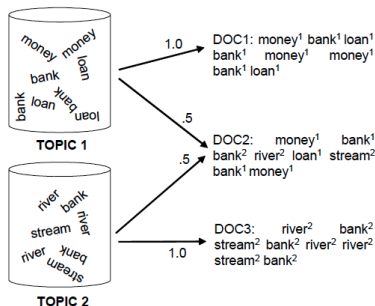 money
money
loan
bank
bank
loan
bank
loan
TOPIC 1
river
bank
river
stream
river
bank
stream
TOPIC 2
1.0
.5
.5
1.0
DOC1: money¹ bank¹ loan¹
bank¹ money¹ money¹
bank¹ loan¹
DOC2: money¹ bank¹
bank² river² loan¹ stream²
bank¹ money¹
DOC3: river² bank²
stream² bank² river² river²
stream² bank²